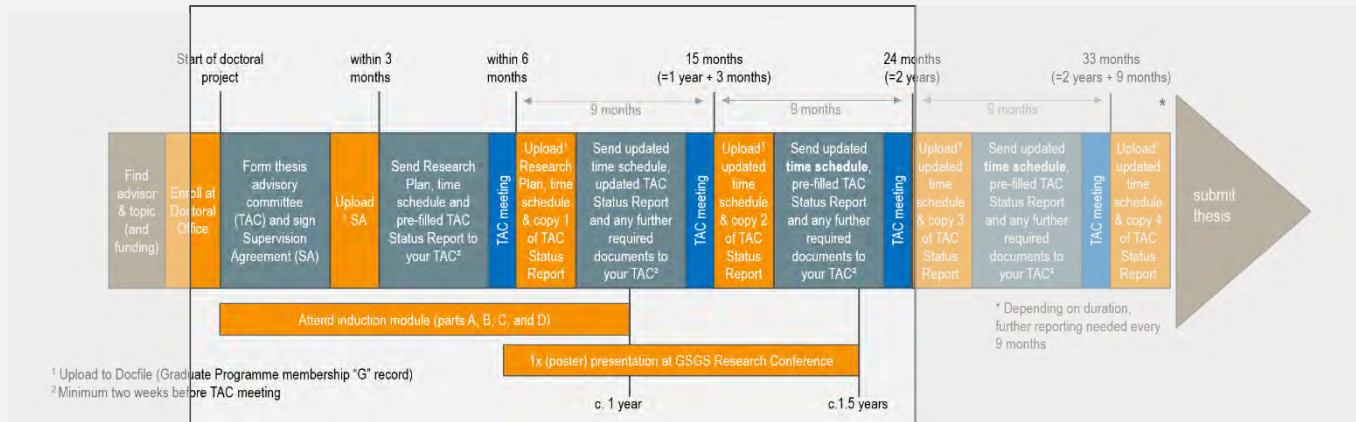 Start of doctoral
project
within 3
months
within 6
months
15 months
(=1 year + 3 months)
24 months
(=2 years)
33 months
(=2 years + 9 months)
9 months
9 months
9 months
*
Find
advisor
& topic
(and
funding)
Enroll at
Doctoral
Office
Form thesis
advisory
committee
(TAC) and sign
Supervision
Agreement (SA)
Upload
¹ SA
Send Research
Plan, time
schedule and
pre-filled TAC
Status Report to
your TAC²
TAC meeting
Upload¹
Research
Plan, time
schedule
& copy 1
of TAC
Status
Report
Send updated
time schedule,
updated TAC
Status Report
and any further
required
documents to
your TAC²
TAC meeting
Upload¹
updated
time
schedule
& copy 2
of TAC
Status
Report
Send updated
time schedule,
pre-filled TAC
Status Report
and any further
required
documents to
your TAC²
TAC meeting
Upload¹
updated
time
schedule
& copy 3
of TAC
Status
Report
Send updated
time schedule,
pre-filled TAC
Status Report
and any further
required
documents to
your TAC²
TAC meeting
Upload¹
updated
time
schedule
& copy 4
of TAC
Status
Report
submit
thesis
Attend induction module (parts A, B, C, and D)
1x (poster) presentation at GSGS Research Conference
* Depending on duration,
further reporting needed every
9 months
¹ Upload to Docfile (Graduate Programme membership "G" record)
² Minimum two weeks before TAC meeting
c. 1 year
c.1.5 years